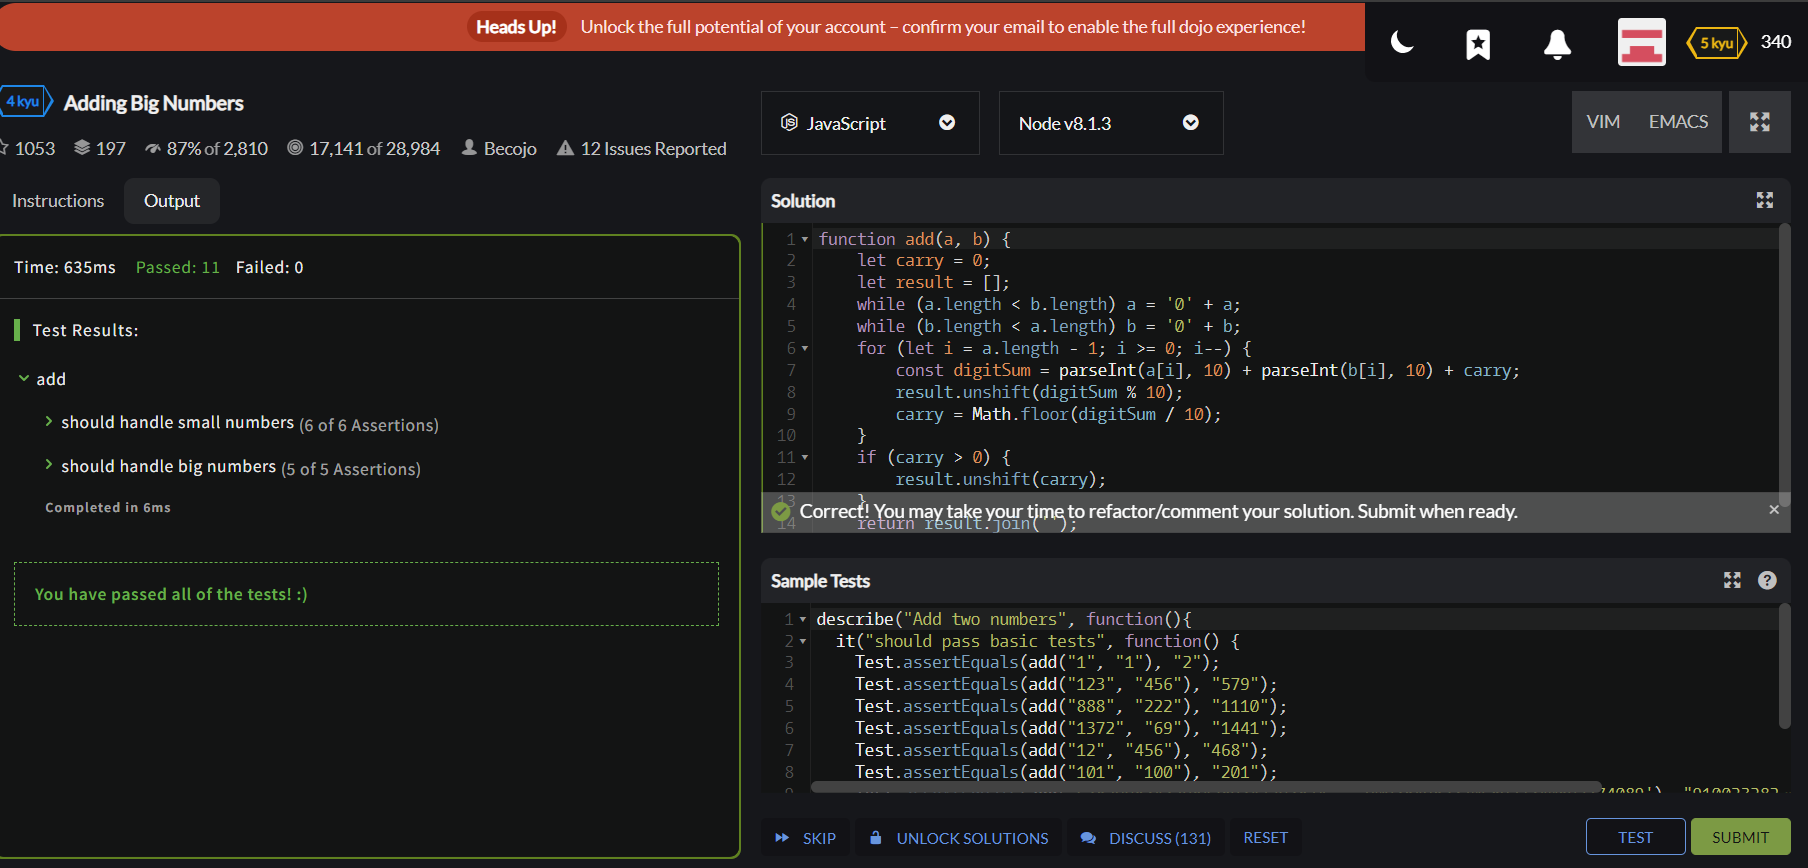 Heads Up! Unlock the full potential of your account – confirm your email to enable the full dojo experience!
5 kyu 340
4 kyu Adding Big Numbers
1053 197 87% of 2,810 17,141 of 28,984 Becojo 12 Issues Reported
Instructions Output
Time: 635ms Passed: 11 Failed: 0
Test Results:
add
should handle small numbers (6 of 6 Assertions)
should handle big numbers (5 of 5 Assertions)
Completed in 6ms
You have passed all of the tests! :)
JavaScript Node v8.1.3 VIM EMACS
Solution
1 function add(a, b) {
2 let carry = 0;
3 let result = [];
4 while (a.length < b.length) a = '0' + a;
5 while (b.length < a.length) b = '0' + b;
6 for (let i = a.length - 1; i >= 0; i--) {
7 const digitSum = parseInt(a[i], 10) + parseInt(b[i], 10) + carry;
8 result.unshift(digitSum % 10);
9 carry = Math.floor(digitSum / 10);
10 }
11 if (carry > 0) {
12 result.unshift(carry);
13 }
Correct! You may take your time to refactor/comment your solution. Submit when ready. ×
14 return result.join('');
Sample Tests
1 describe("Add two numbers", function(){
2 it("should pass basic tests", function() {
3 Test.assertEquals(add("1", "1"), "2");
4 Test.assertEquals(add("123", "456"), "579");
5 Test.assertEquals(add("888", "222"), "1110");
6 Test.assertEquals(add("1372", "69"), "1441");
7 Test.assertEquals(add("12", "456"), "468");
8 Test.assertEquals(add("101", "100"), "201");
SKIP UNLOCK SOLUTIONS DISCUSS (131) RESET TEST SUBMIT